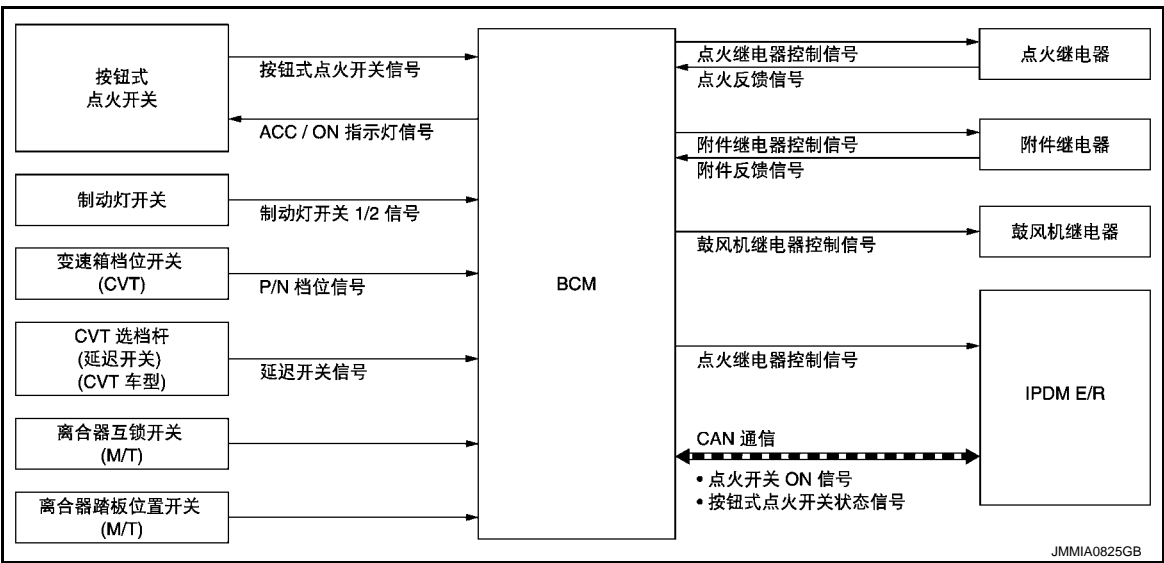 按钮式
点火开关
按钮式点火开关信号
ACC / ON 指示灯信号
制动灯开关
制动灯开关 1/2 信号
变速箱档位开关
(CVT)
P/N 档位信号
CVT 选档杆
(延迟开关)
(CVT 车型)
延迟开关信号
离合器互锁开关
(M/T)
离合器踏板位置开关
(M/T)
BCM
点火继电器控制信号
点火反馈信号
点火继电器
附件继电器控制信号
附件反馈信号
附件继电器
鼓风机继电器控制信号
鼓风机继电器
点火继电器控制信号
CAN 通信
• 点火开关 ON 信号
• 按钮式点火开关状态信号
IPDM E/R
JMMIA0825GB